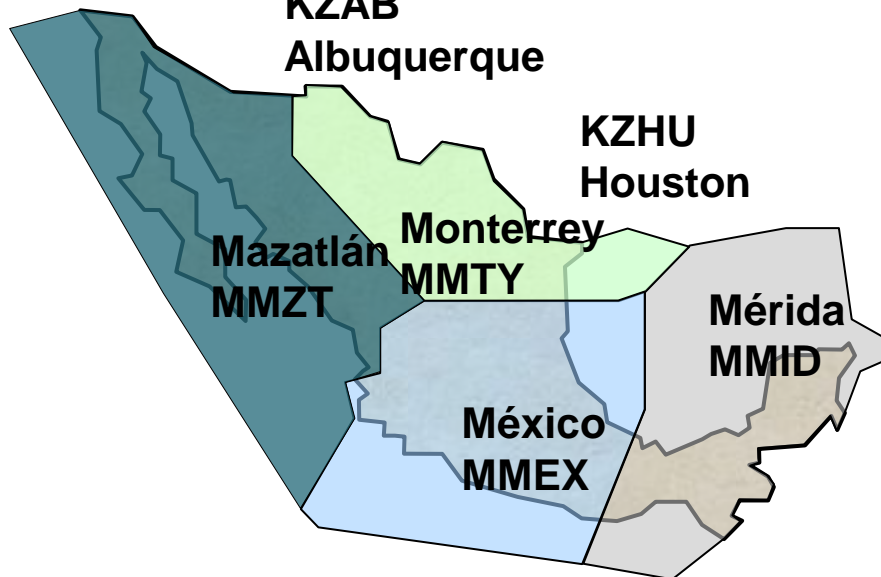 KZAB
Albuquerque
KZHU
Houston
Monterrey
MMTY
Mazatlán
MMZT
Mérida
MMID
México
MMEX